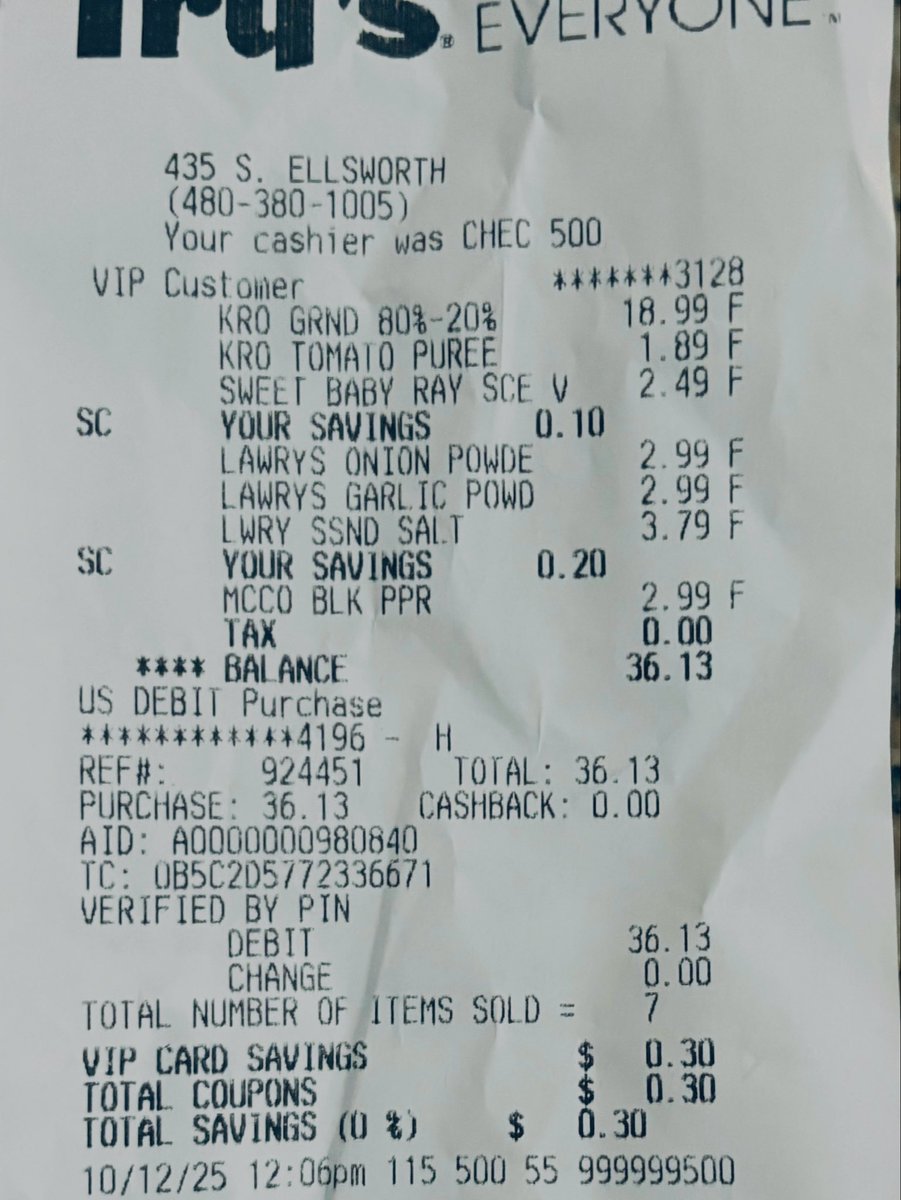 Fry's® EVERYONE™
435 S. ELLSWORTH
(480-380-1005)
Your cashier was CHEC 500
VIP Customer *******3128
KRO GRND 80%-20% 18.99 F
KRO TOMATO PUREE 1.89 F
SWEET BABY RAY SCE V 2.49 F
SC YOUR SAVINGS 0.10
LAWRYS ONION POWDE 2.99 F
LAWRYS GARLIC POWD 2.99 F
LWRY SSND SALT 3.79 F
SC YOUR SAVINGS 0.20
MCCO BLK PPR 2.99 F
TAX 0.00
**** BALANCE 36.13
US DEBIT Purchase
************4196 - H
REF#: 924451 TOTAL: 36.13
PURCHASE: 36.13 CASHBACK: 0.00
AID: A0000000980840
TC: 0B5C2D5772336671
VERIFIED BY PIN
DEBIT 36.13
CHANGE 0.00
TOTAL NUMBER OF ITEMS SOLD = 7
VIP CARD SAVINGS $ 0.30
TOTAL COUPONS $ 0.30
TOTAL SAVINGS (0 %) $ 0.30
10/12/25 12:06pm 115 500 55 999999500